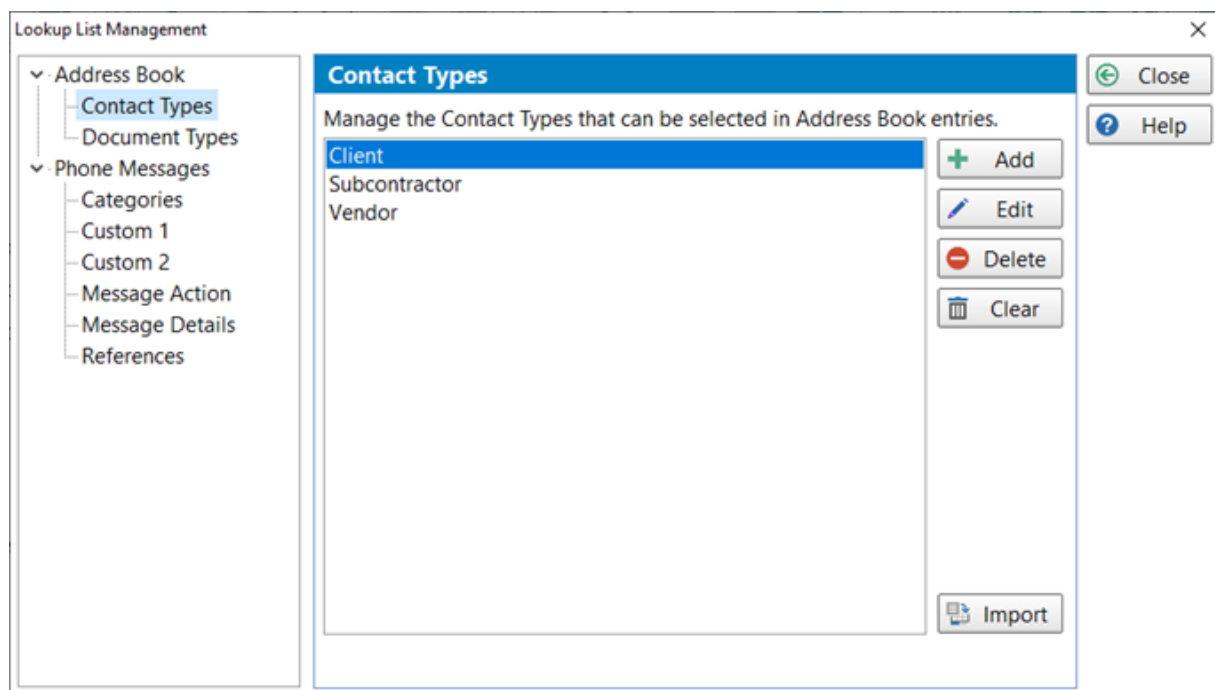 Lookup List Management
Address Book
Contact Types
Document Types
Phone Messages
Categories
Custom 1
Custom 2
Message Action
Message Details
References
Contact Types
Manage the Contact Types that can be selected in Address Book entries.
Client
Subcontractor
Vendor
Add
Edit
Delete
Clear
Import
Close
Help